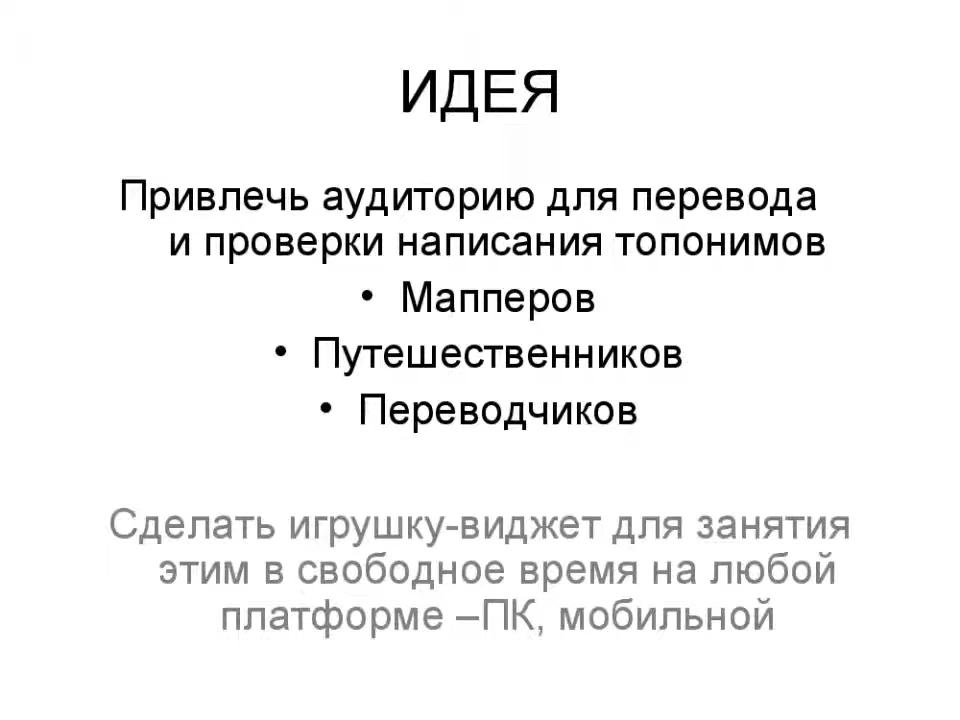 ИДЕЯ
Привлечь аудиторию для перевода
и проверки написания топонимов
• Мапперов
• Путешественников
• Переводчиков
Сделать игрушку-виджет для занятия
этим в свободное время на любой
платформе –ПК, мобильной